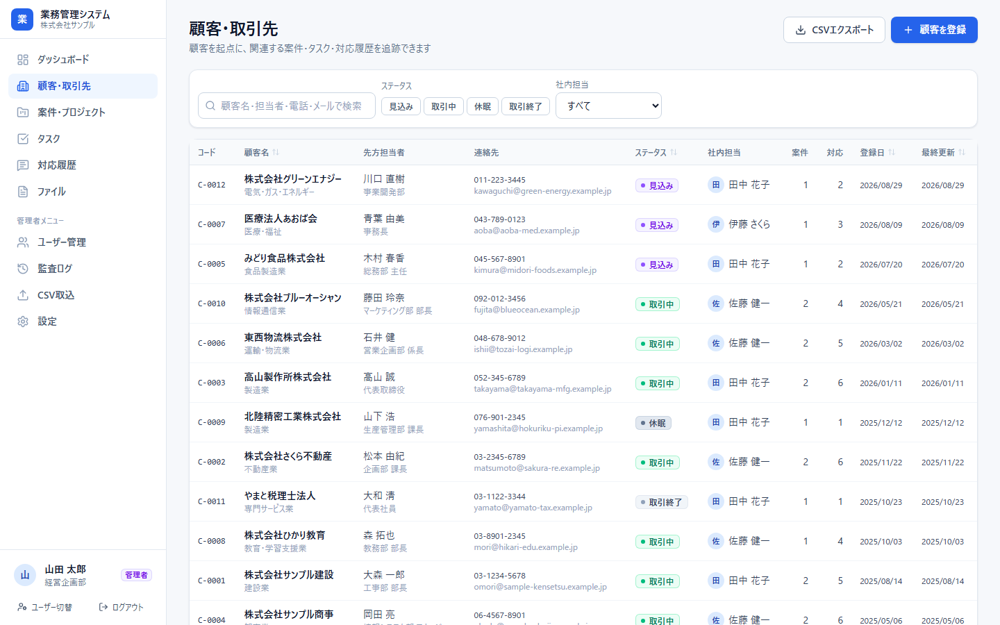 業 業務管理システム
株式会社サンプル
ダッシュボード
顧客・取引先
案件・プロジェクト
タスク
対応履歴
ファイル
管理者メニュー
ユーザー管理
監査ログ
CSV取込
設定
山 山田 太郎
経営企画部
管理者
ユーザー切替 ログアウト
顧客・取引先
顧客を起点に、関連する案件・タスク・対応履歴を追跡できます
CSVエクスポート
顧客を登録
顧客名・担当者・電話・メールで検索
ステータス
見込み 取引中 休眠 取引終了
社内担当
すべて
コード 顧客名 先方担当者 連絡先 ステータス 社内担当 案件 対応 登録日 最終更新
C-0012 株式会社グリーンエナジー 川口 直樹 011-223-3445 見込み 田 田中 花子 1 2 2026/08/29 2026/08/29
電気・ガス・エネルギー 事業開発部 kawaguchi@green-energy.example.jp
C-0007 医療法人あおば会 青葉 由美 043-789-0123 見込み 伊 伊藤 さくら 1 3 2026/08/09 2026/08/09
医療・福祉 事務長 aoba@aoba-med.example.jp
C-0005 みどり食品株式会社 木村 春香 045-567-8901 見込み 田 田中 花子 1 2 2026/07/20 2026/07/20
食品製造業 総務部 主任 kimura@midori-foods.example.jp
C-0010 株式会社ブルーオーシャン 藤田 玲奈 092-012-3456 取引中 佐 佐藤 健一 2 4 2026/05/21 2026/05/21
情報通信業 マーケティング部 部長 fujita@blueocean.example.jp
C-0006 東西物流株式会社 石井 健 048-678-9012 取引中 佐 佐藤 健一 2 5 2026/03/02 2026/03/02
運輸・物流業 営業企画部 係長 ishii@tozai-logi.example.jp
C-0003 高山製作所株式会社 高山 誠 052-345-6789 取引中 田 田中 花子 2 6 2026/01/11 2026/01/11
製造業 代表取締役 takayama@takayama-mfg.example.jp
C-0009 北陸精密工業株式会社 山下 浩 076-901-2345 休眠 田 田中 花子 1 1 2025/12/12 2025/12/12
製造業 生産管理部 課長 yamashita@hokuriku-pi.example.jp
C-0002 株式会社さくら不動産 松本 由紀 03-2345-6789 取引中 佐 佐藤 健一 2 6 2025/11/22 2025/11/22
不動産業 企画部 課長 matsumoto@sakura-re.example.jp
C-0011 やまと税理士法人 大和 清 03-1122-3344 取引終了 田 田中 花子 1 1 2025/10/23 2025/10/23
専門サービス業 代表社員 yamato@yamato-tax.example.jp
C-0008 株式会社ひかり教育 森 拓也 03-8901-2345 取引中 佐 佐藤 健一 1 4 2025/10/03 2025/10/03
教育・学習支援業 教務部 部長 mori@hikari-edu.example.jp
C-0001 株式会社サンプル建設 大森 一郎 03-1234-5678 取引中 田 田中 花子 2 5 2025/08/14 2025/08/14
建設業 工事部 部長 omori@sample-kensetsu.example.jp
C-0004 株式会社サンプル商事 岡田 亮 06-4567-8901 取引中 佐 佐藤 健一 2 6 2025/05/06 2025/05/06